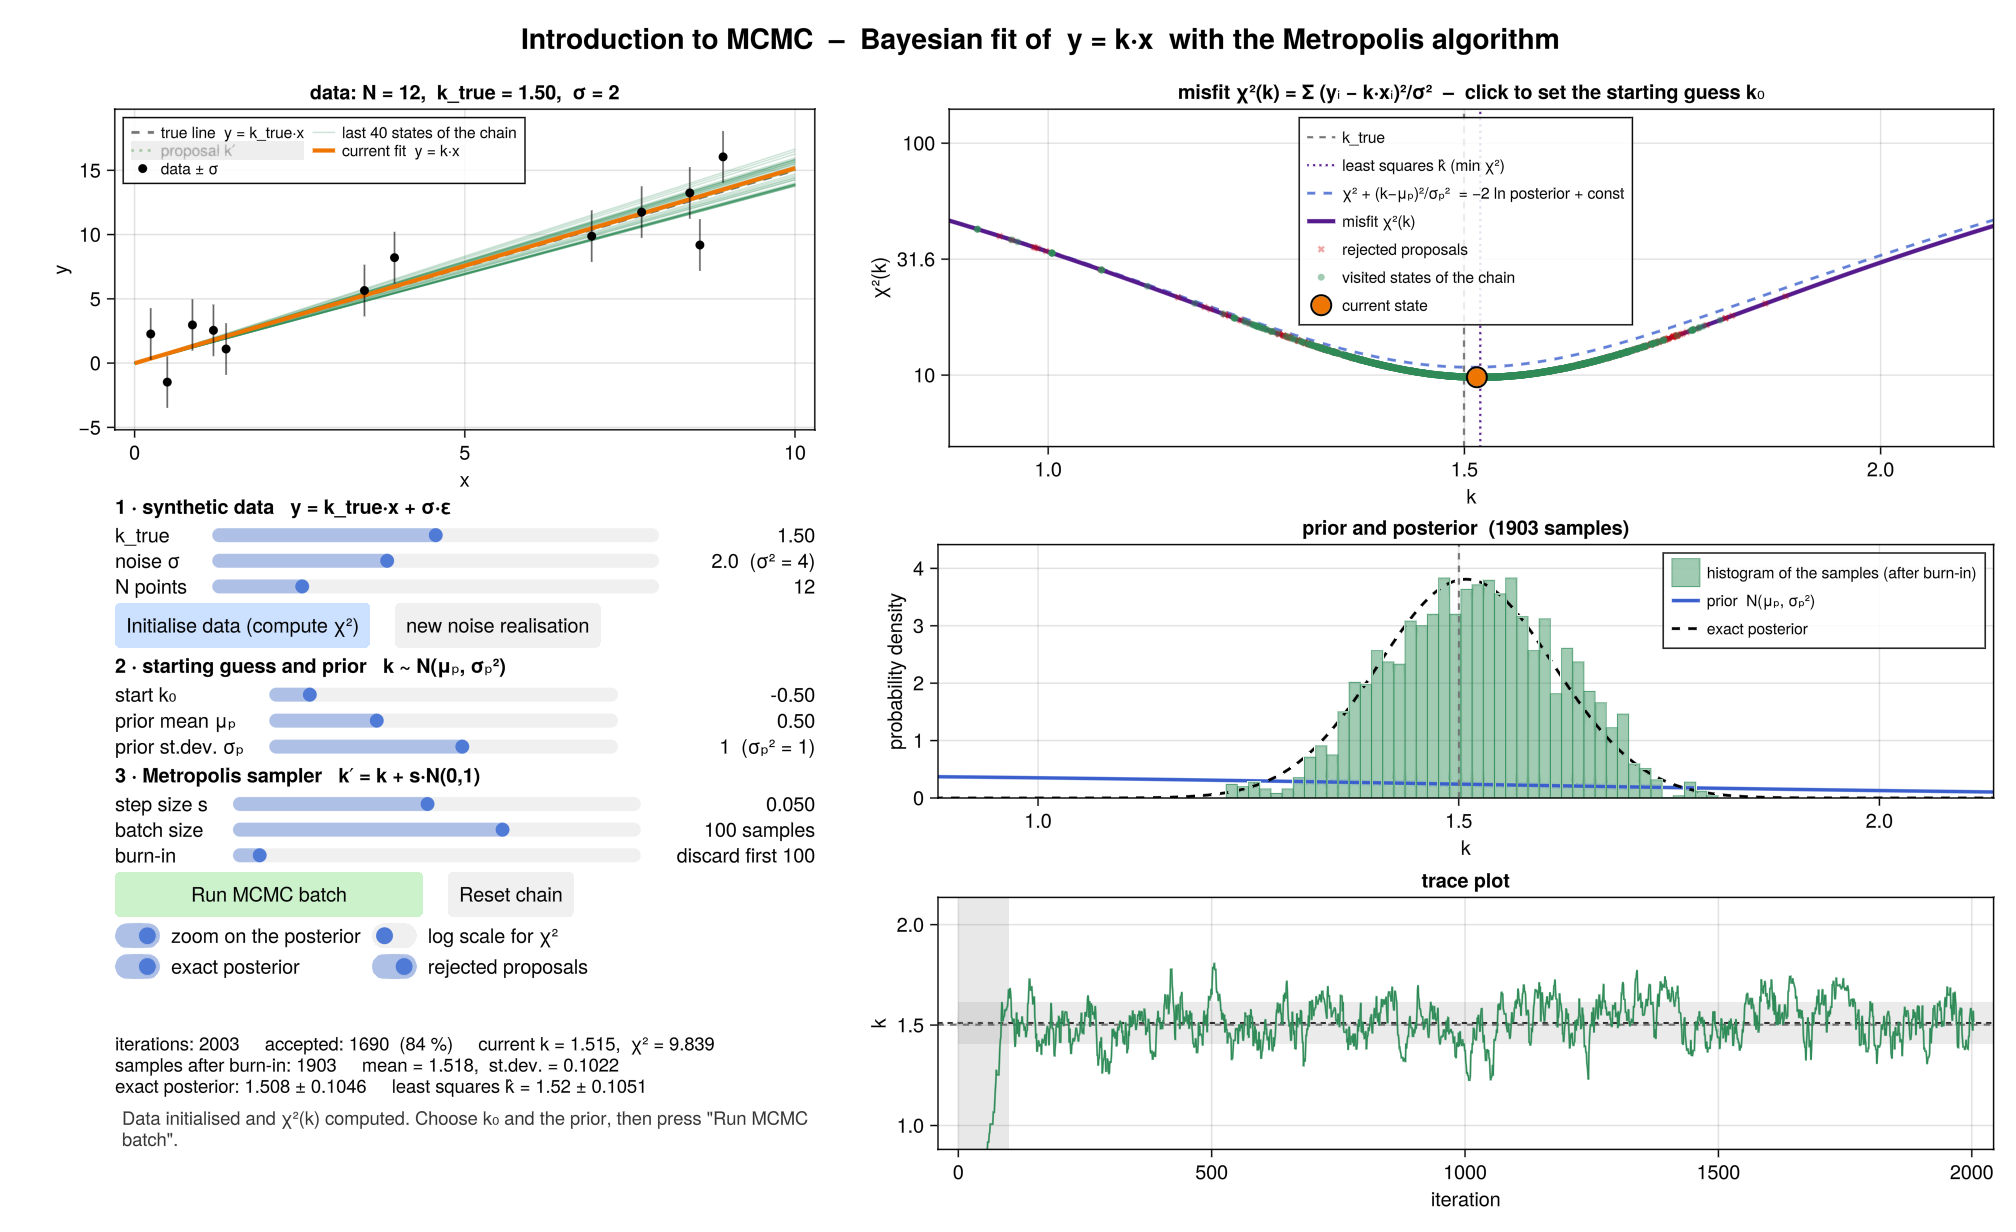 Introduction to MCMC – Bayesian fit of y = k·x with the Metropolis algorithm
data: N = 12, k_true = 1.50, σ = 2
true line y = k_true·x
last 40 states of the chain
proposal k′
current fit y = k·x
data ± σ
15
10
5
0
−5
y
0
5
10
x
misfit χ²(k) = Σ (yᵢ – k·xᵢ)²/σ² – click to set the starting guess k₀
k_true
least squares k̂ (min χ²)
χ² + (k−μₚ)²/σₚ² = −2 ln posterior + const
misfit χ²(k)
rejected proposals
visited states of the chain
current state
100
31.6
10
χ²(k)
1.0
1.5
2.0
k
1 · synthetic data y = k_true·x + σ·ε
k_true 1.50
noise σ 2.0 (σ² = 4)
N points 12
Initialise data (compute χ²)
new noise realisation
2 · starting guess and prior k ~ N(μₚ, σₚ²)
start k₀ -0.50
prior mean μₚ 0.50
prior st.dev. σₚ 1 (σₚ² = 1)
3 · Metropolis sampler k′ = k + s·N(0,1)
step size s 0.050
batch size 100 samples
burn-in discard first 100
Run MCMC batch
Reset chain
zoom on the posterior
log scale for χ²
exact posterior
rejected proposals
iterations: 2003 accepted: 1690 (84 %) current k = 1.515, χ² = 9.839
samples after burn-in: 1903 mean = 1.518, st.dev. = 0.1022
exact posterior: 1.508 ± 0.1046 least squares k̂ = 1.52 ± 0.1051
Data initialised and χ²(k) computed. Choose k₀ and the prior, then press "Run MCMC
batch".
prior and posterior (1903 samples)
histogram of the samples (after burn-in)
prior N(μₚ, σₚ²)
exact posterior
4
3
2
1
0
probability density
1.0
1.5
2.0
k
trace plot
2.0
1.5
1.0
k
0
500
1000
1500
2000
iteration